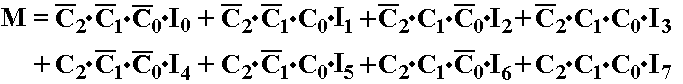 M = C̅₂·C̅₁·C̅₀·I₀ + C̅₂·C̅₁·C₀·I₁ +C̅₂·C₁·C̅₀·I₂+C̅₂·C₁·C₀·I₃
+ C₂·C̅₁·C̅₀·I₄ + C₂·C̅₁·C₀·I₅ +C₂·C₁·C̅₀·I₆+C₂·C₁·C₀·I₇